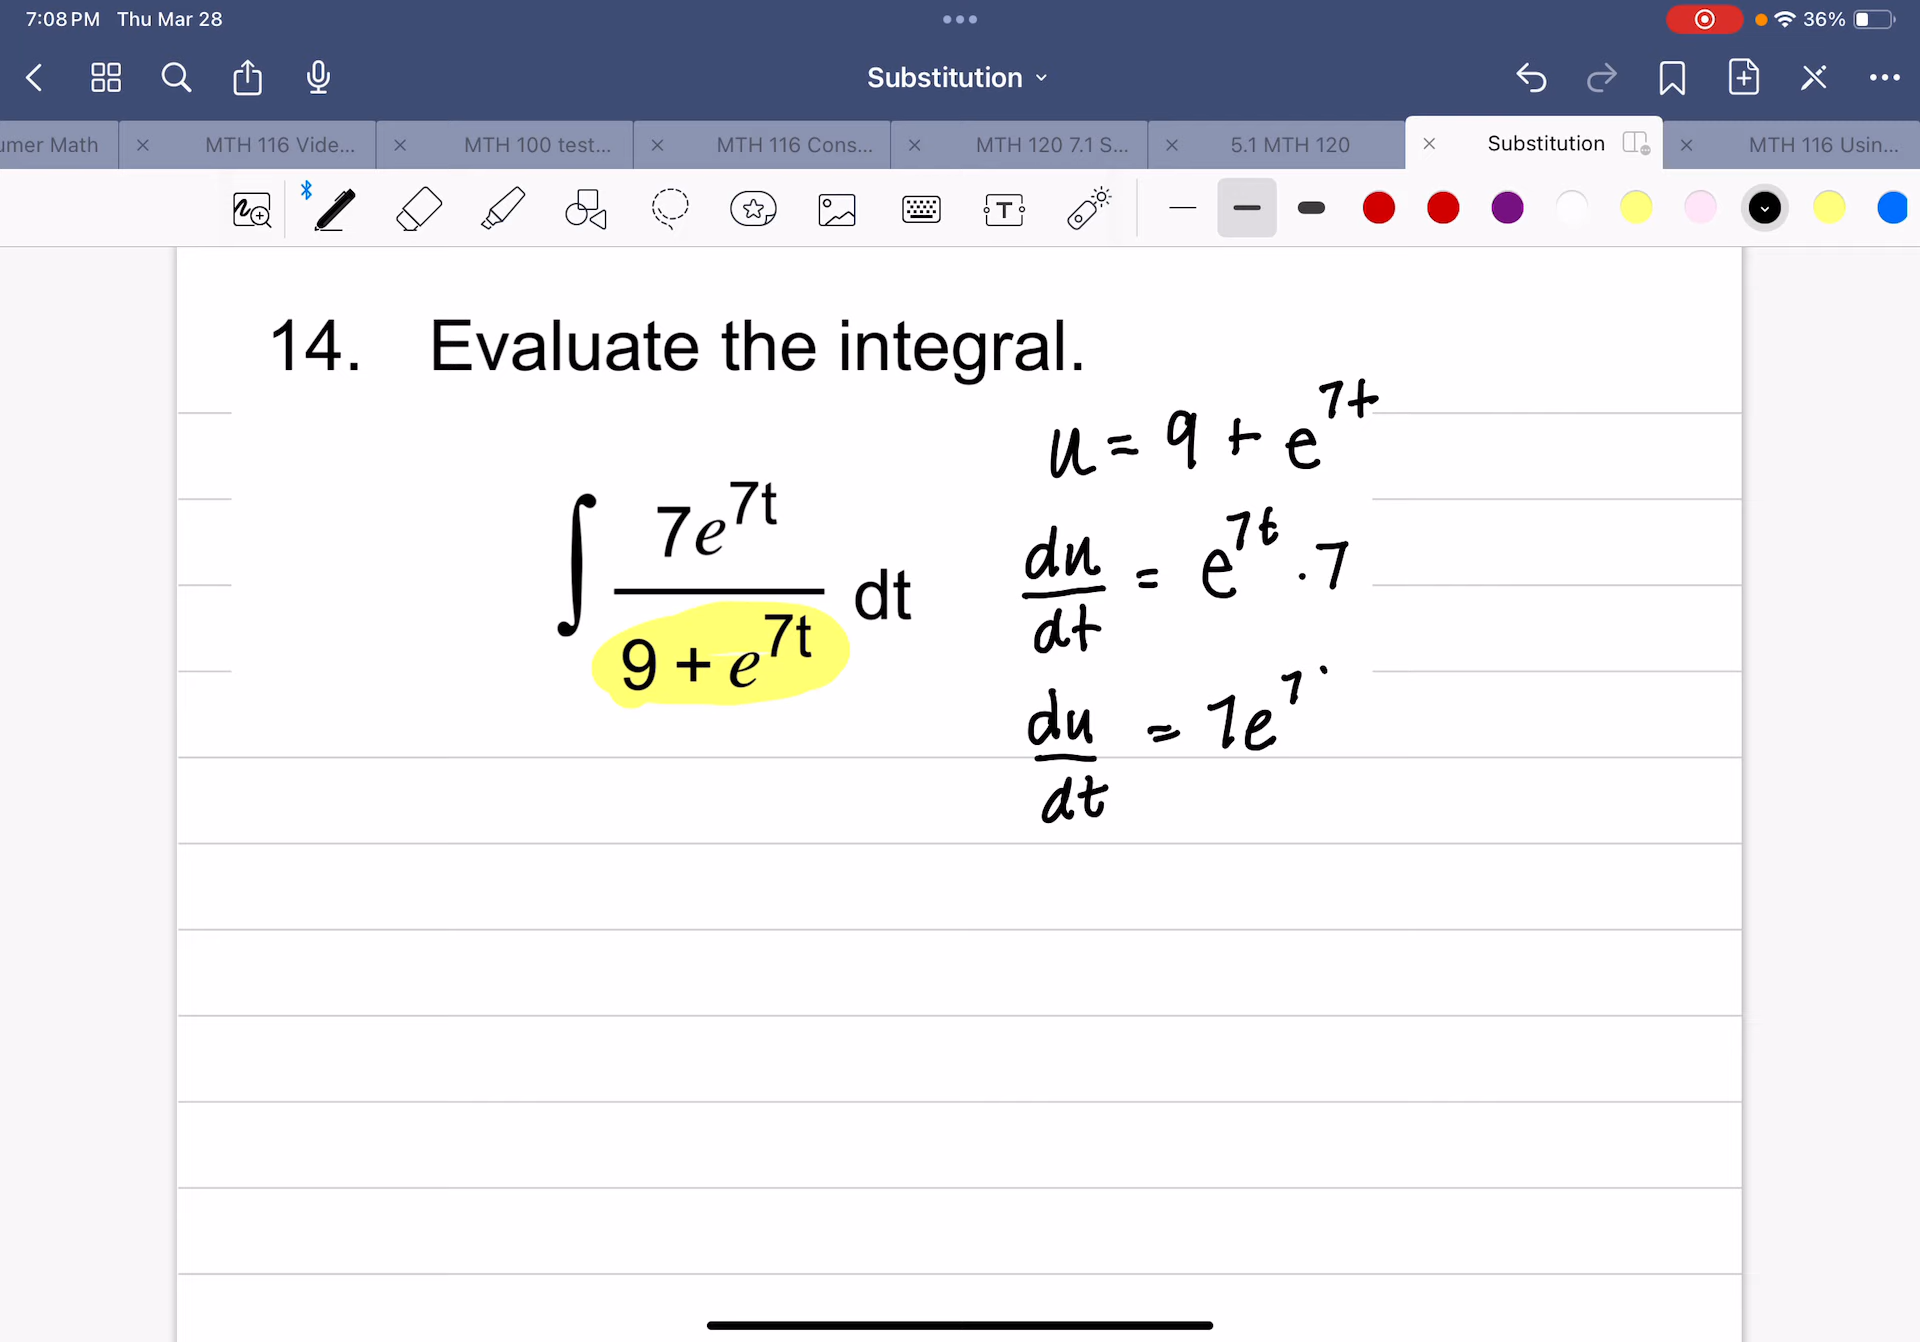 7:08 PM Thu Mar 28
36%
Substitution
umer Math
MTH 116 Vide...
MTH 100 test...
MTH 116 Cons...
MTH 120 7.1 S...
5.1 MTH 120
Substitution
MTH 116 Usin...
14. Evaluate the integral.
∫ 7e^7t / 9 + e^7t dt
u = 9 + e^7t
du/dt = e^7t · 7
du/dt = 7e^7